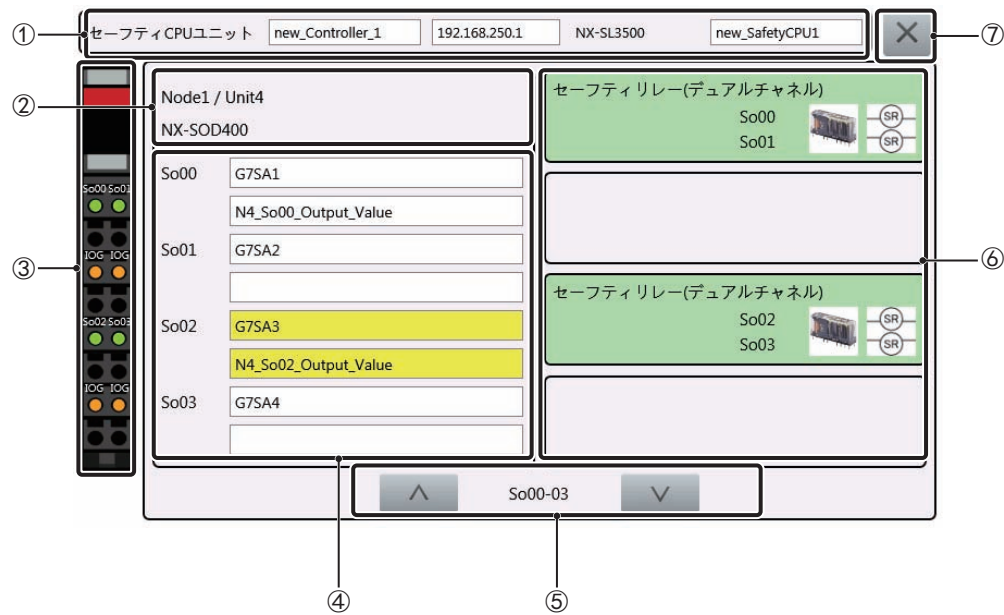 ① セーフティCPUユニット new_Controller_1 192.168.250.1 NX-SL3500 new_SafetyCPU1 ⑦
② Node1 / Unit4
NX-SOD400
③
So00 So01
IOG IOG
So02 So03
IOG IOG
So00 G7SA1
N4_So00_Output_Value
So01 G7SA2
So02 G7SA3
N4_So02_Output_Value
So03 G7SA4
セーフティリレー(デュアルチャネル)
So00 SR
So01 SR
⑥
セーフティリレー(デュアルチャネル)
So02 SR
So03 SR
So00-03
④ ⑤